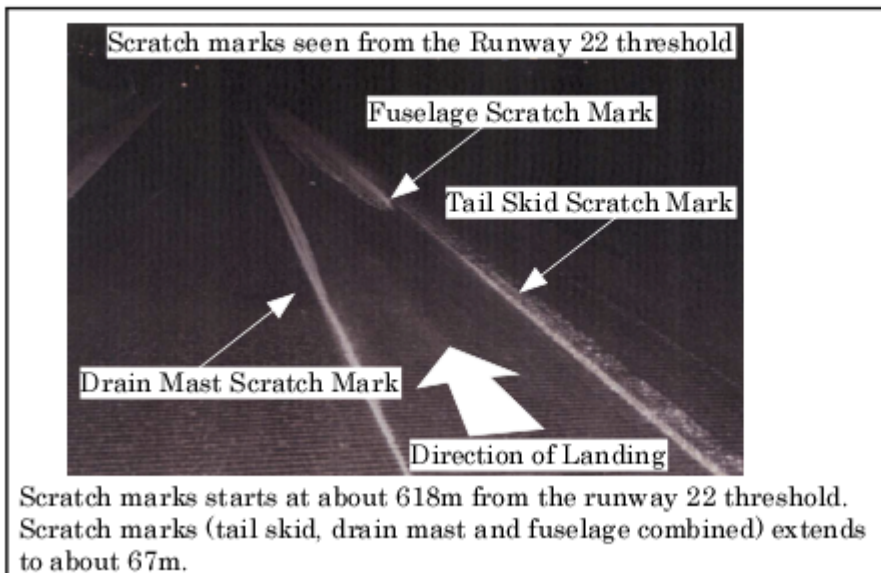 Scratch marks seen from the Runway 22 threshold
Fuselage Scratch Mark
Tail Skid Scratch Mark
Drain Mast Scratch Mark
Direction of Landing
Scratch marks starts at about 618m from the runway 22 threshold.
Scratch marks (tail skid, drain mast and fuselage combined) extends
to about 67m.